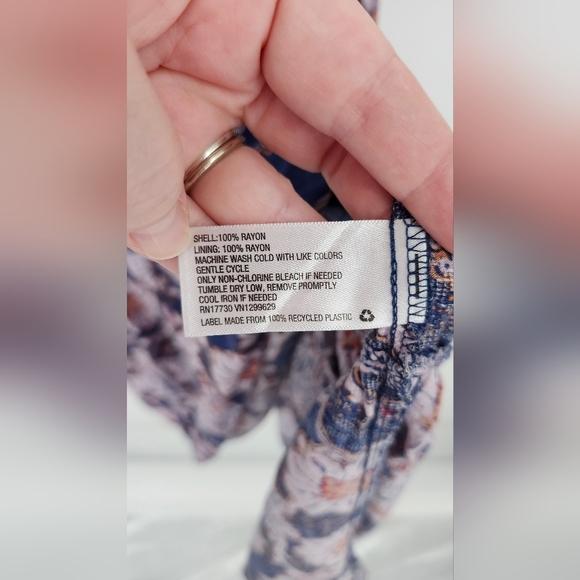 SHELL:100% RAYON
LINING: 100% RAYON
MACHINE WASH COLD WITH LIKE COLORS
GENTLE CYCLE
ONLY NON-CHLORINE BLEACH IF NEEDED
TUMBLE DRY LOW, REMOVE PROMPTLY
COOL IRON IF NEEDED
RN17730 VN1299629
LABEL MADE FROM 100% RECYCLED PLASTIC